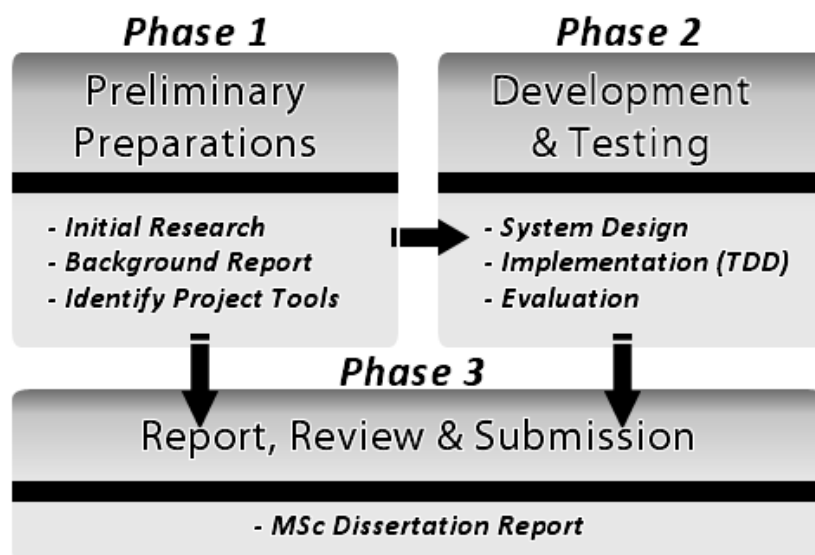 Phase 1
Preliminary
Preparations
- Initial Research
- Background Report
- Identify Project Tools
Phase 2
Development
& Testing
- System Design
- Implementation (TDD)
- Evaluation
Phase 3
Report, Review & Submission
- MSc Dissertation Report